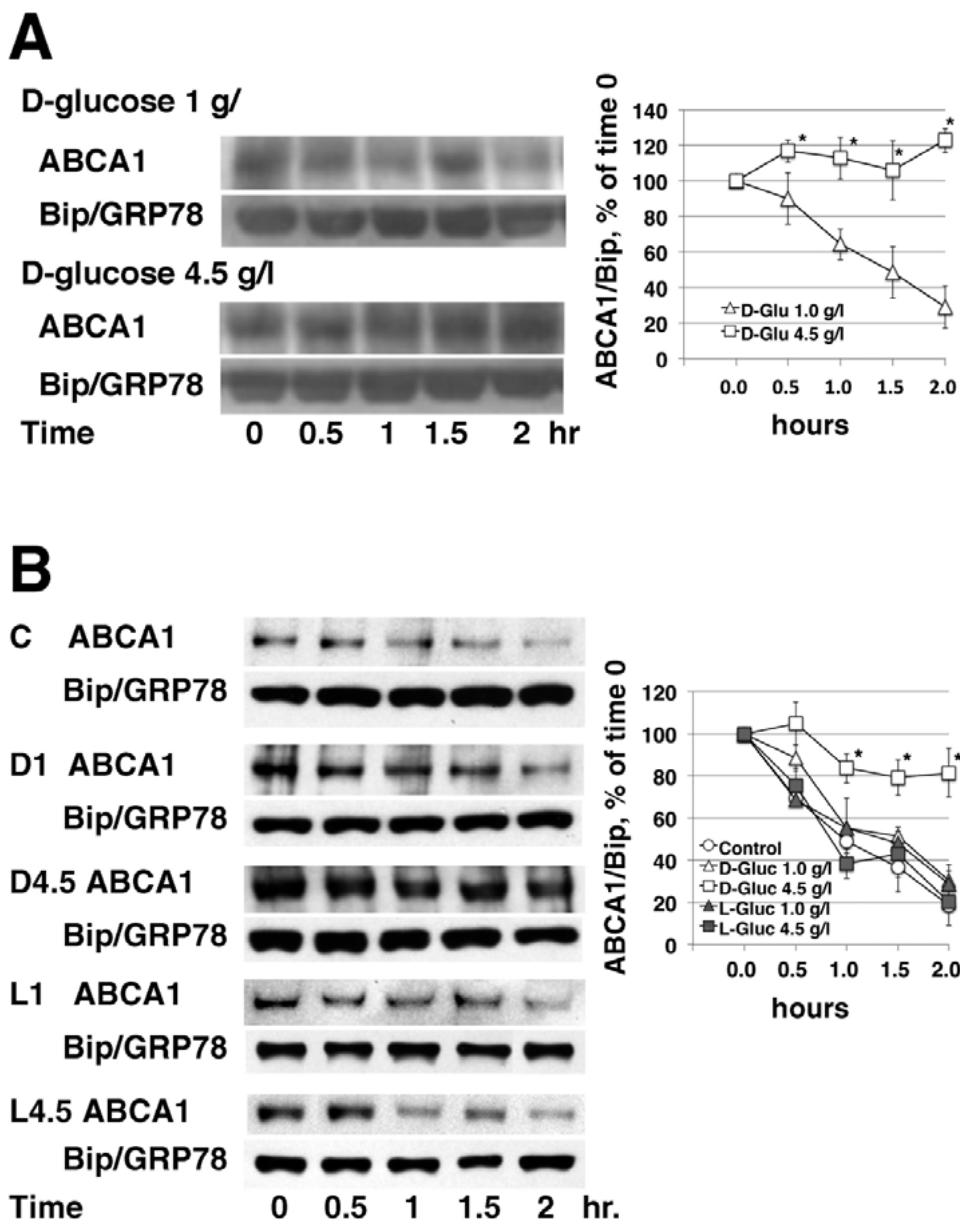 A
D-glucose 1 g/
ABCA1
Bip/GRP78
D-glucose 4.5 g/l
ABCA1
Bip/GRP78
Time 0 0.5 1 1.5 2 hr
ABCA1/Bip, % of time 0
140
120
100
80
60
40
20
0
* * * *
D-Glu 1.0 g/l
D-Glu 4.5 g/l
0.0 0.5 1.0 1.5 2.0
hours
B
C ABCA1
Bip/GRP78
D1 ABCA1
Bip/GRP78
D4.5 ABCA1
Bip/GRP78
L1 ABCA1
Bip/GRP78
L4.5 ABCA1
Bip/GRP78
Time 0 0.5 1 1.5 2 hr.
ABCA1/Bip, % of time 0
120
100
80
60
40
20
0
* * *
Control
D-Gluc 1.0 g/l
D-Gluc 4.5 g/l
L-Gluc 1.0 g/l
L-Gluc 4.5 g/l
0.0 0.5 1.0 1.5 2.0
hours